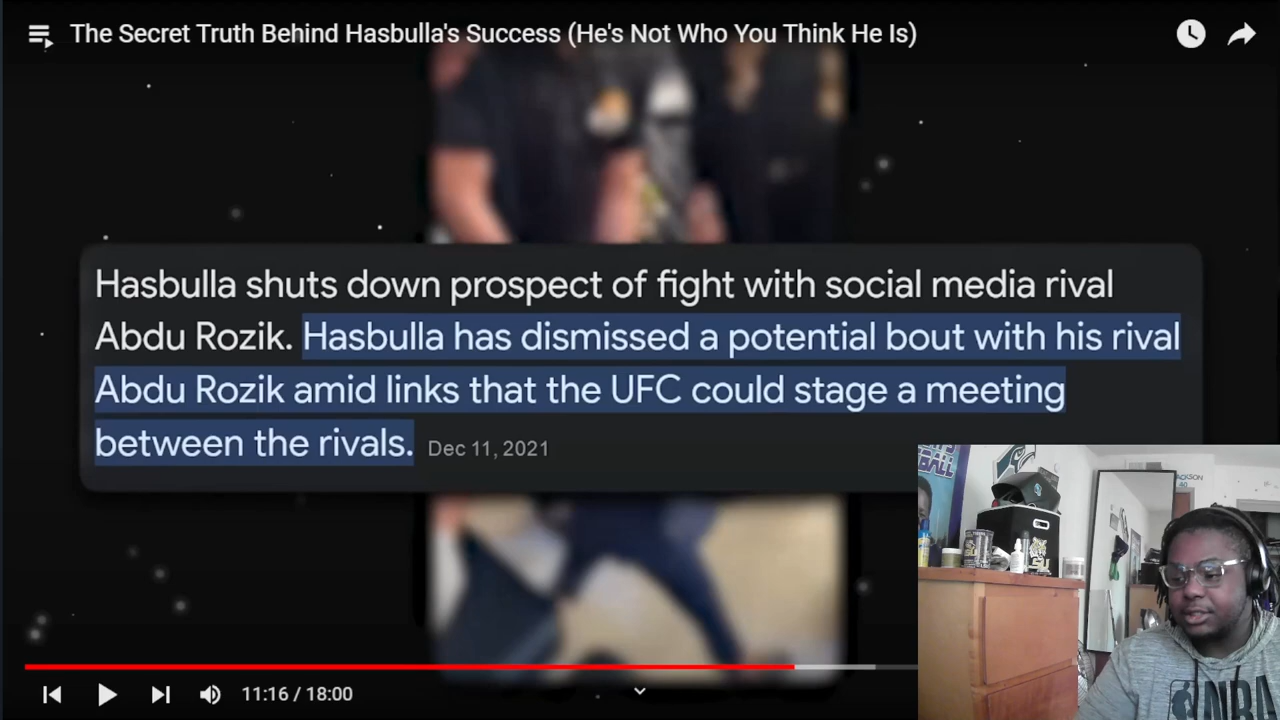 The Secret Truth Behind Hasbulla's Success (He's Not Who You Think He Is)
Hasbulla shuts down prospect of fight with social media rival
Abdu Rozik. Hasbulla has dismissed a potential bout with his rival
Abdu Rozik amid links that the UFC could stage a meeting
between the rivals. Dec 11, 2021
11:16 / 18:00
BALL
NBA